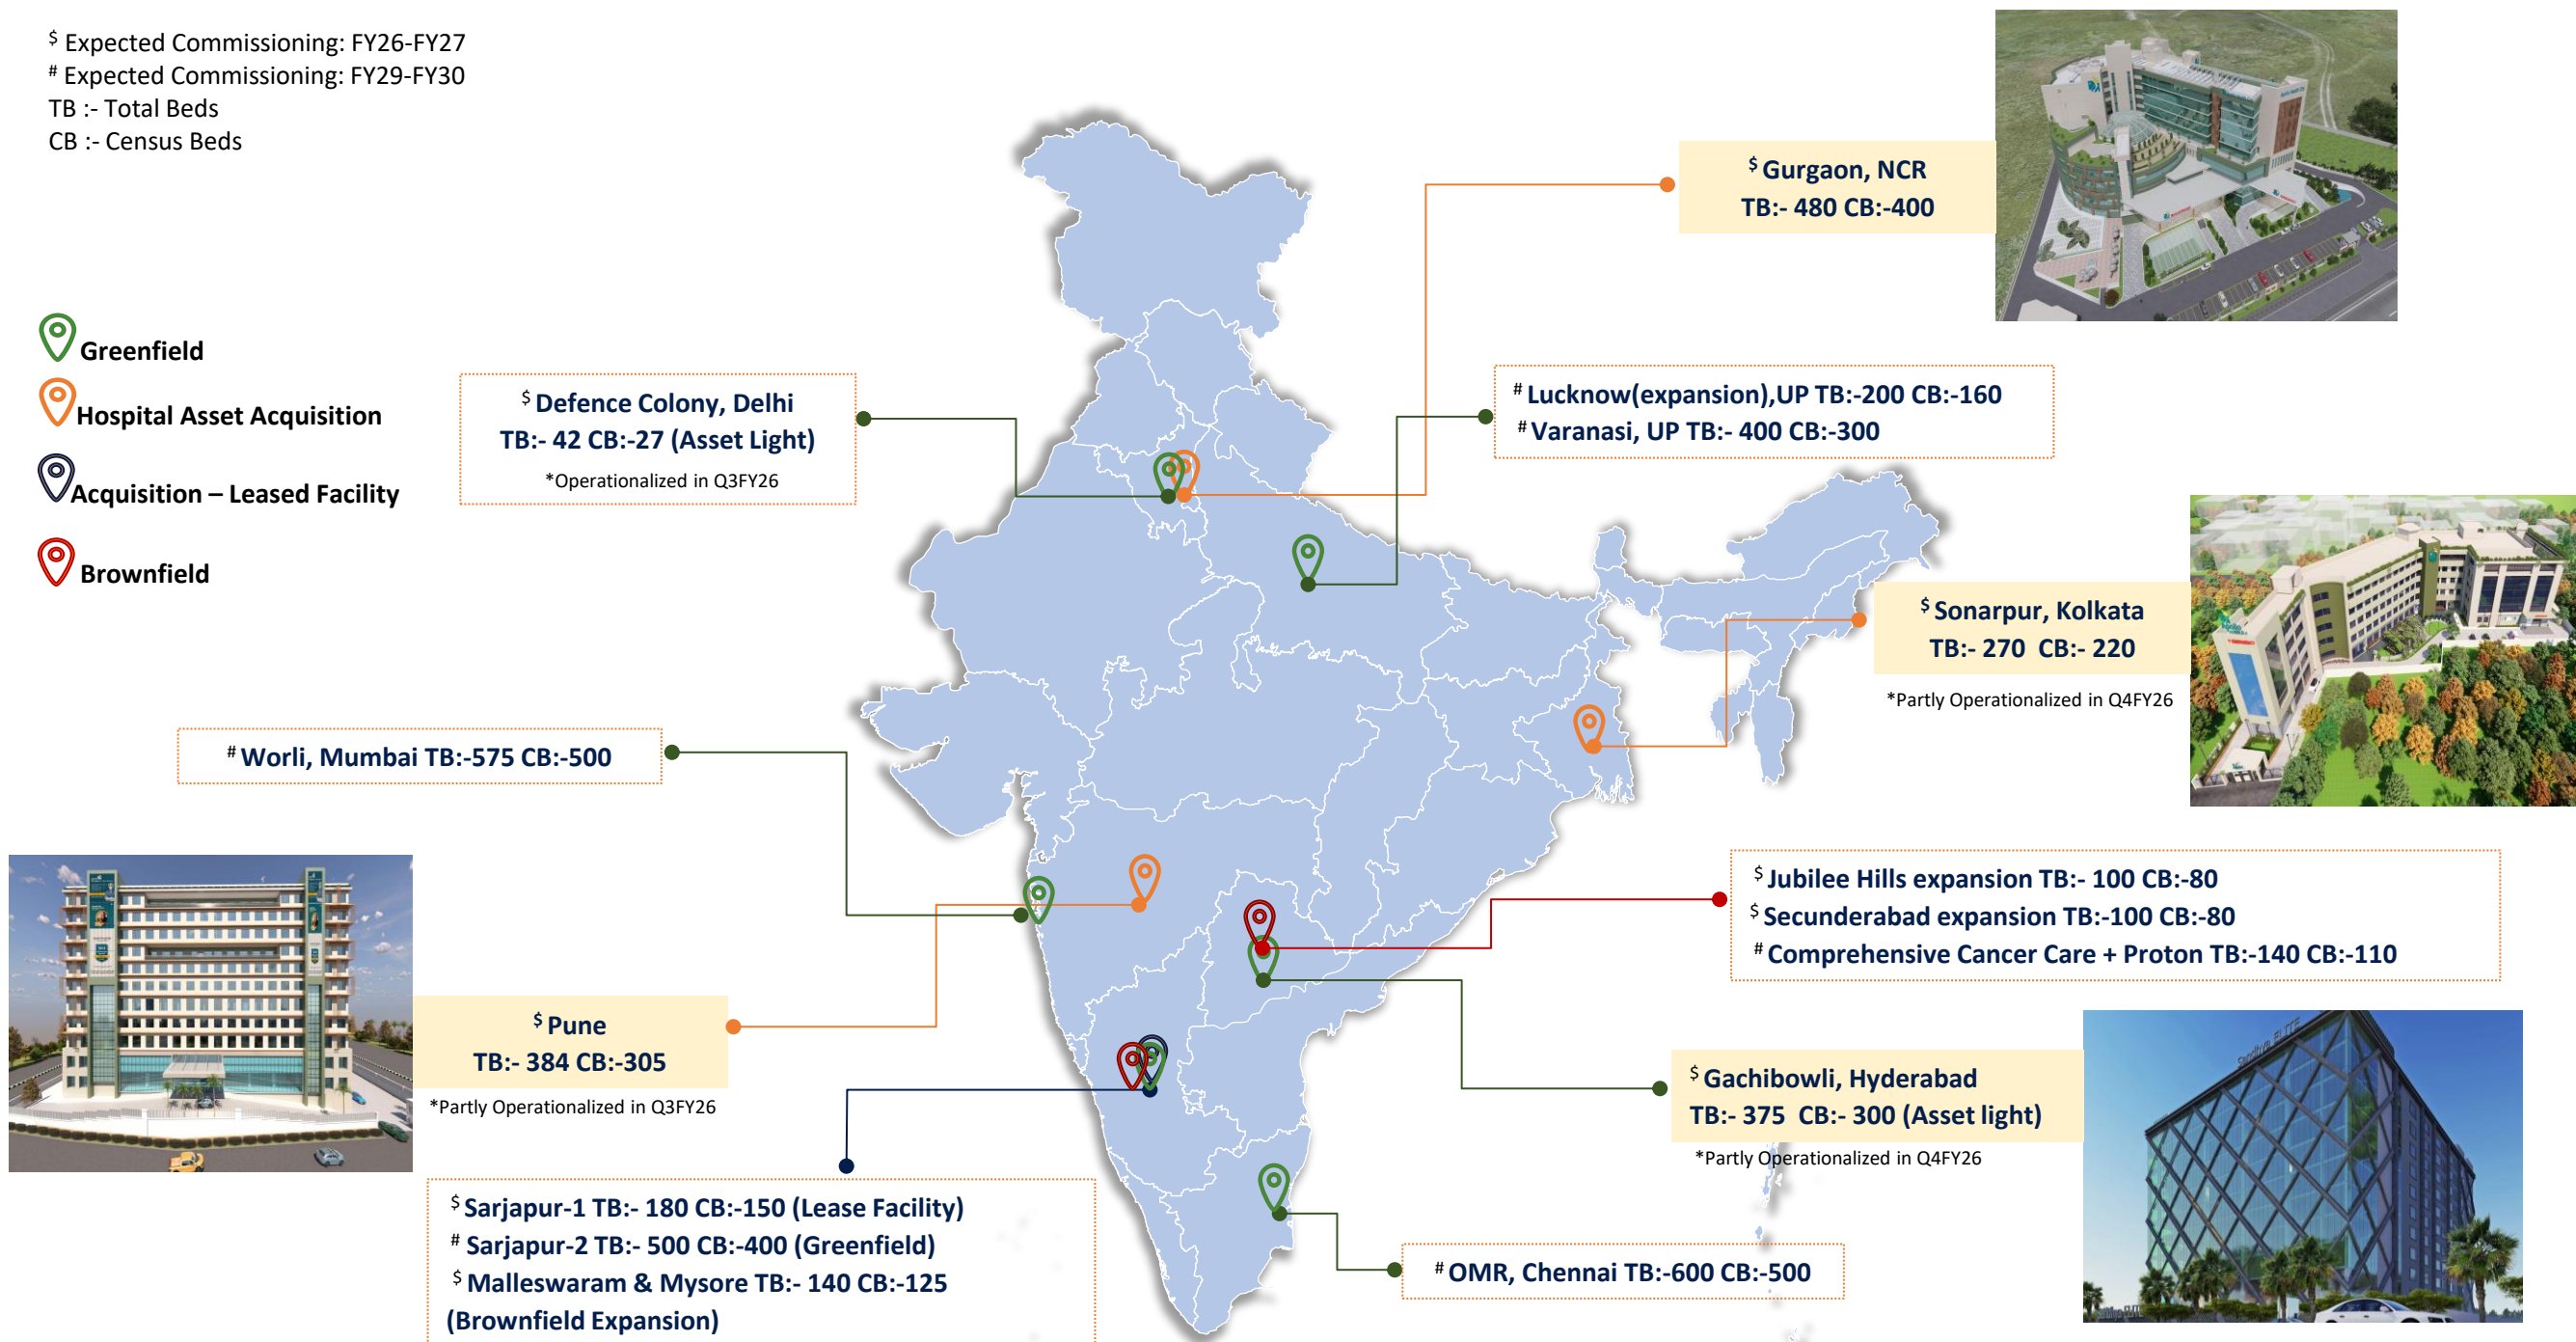 $ Expected Commissioning: FY26-FY27
# Expected Commissioning: FY29-FY30
TB :- Total Beds
CB :- Census Beds
Greenfield
Hospital Asset Acquisition
Acquisition – Leased Facility
Brownfield
$ Gurgaon, NCR
TB:- 480 CB:-400
$ Defence Colony, Delhi
TB:- 42 CB:-27 (Asset Light)
*Operationalized in Q3FY26
# Lucknow(expansion),UP TB:-200 CB:-160
# Varanasi, UP TB:- 400 CB:-300
$ Sonarpur, Kolkata
TB:- 270 CB:- 220
*Partly Operationalized in Q4FY26
# Worli, Mumbai TB:-575 CB:-500
$ Jubilee Hills expansion TB:- 100 CB:-80
$ Secunderabad expansion TB:-100 CB:-80
# Comprehensive Cancer Care + Proton TB:-140 CB:-110
$ Pune
TB:- 384 CB:-305
*Partly Operationalized in Q3FY26
$ Gachibowli, Hyderabad
TB:- 375 CB:- 300 (Asset light)
*Partly Operationalized in Q4FY26
$ Sarjapur-1 TB:- 180 CB:-150 (Lease Facility)
# Sarjapur-2 TB:- 500 CB:-400 (Greenfield)
$ Malleswaram & Mysore TB:- 140 CB:-125
(Brownfield Expansion)
# OMR, Chennai TB:-600 CB:-500